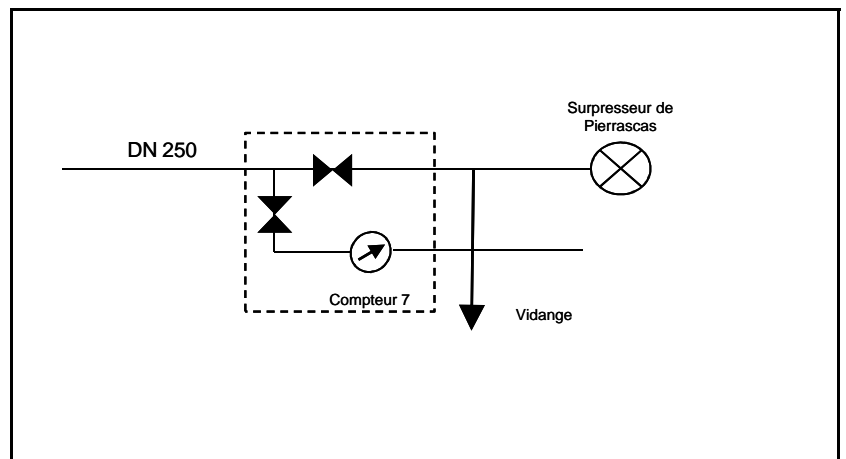 Surpresseur de
Pierrascas
DN 250
Compteur 7
Vidange